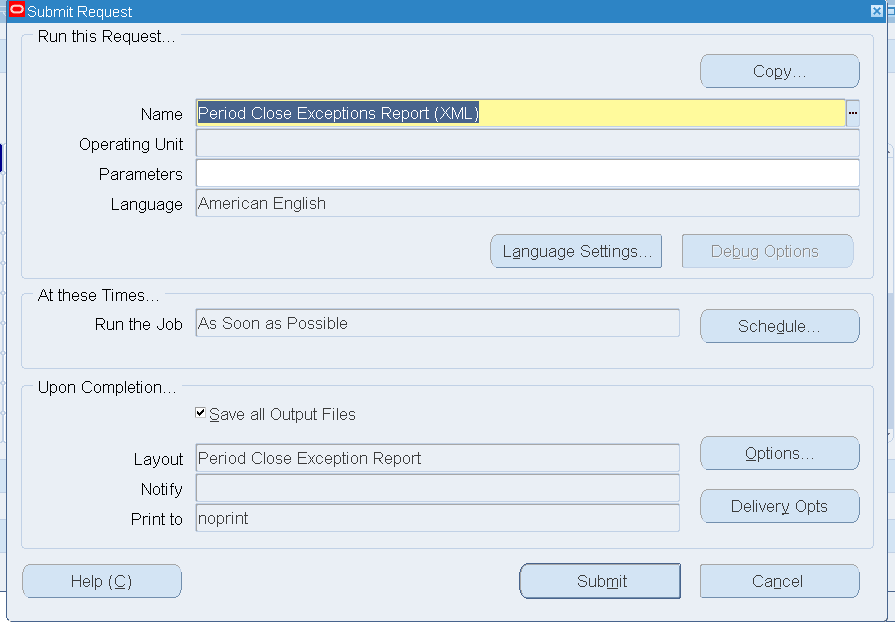 Submit Request
Run this Request...
Copy...
Name Period Close Exceptions Report (XML) ...
Operating Unit
Parameters
Language American English
Language Settings... Debug Options
At these Times...
Run the Job As Soon as Possible Schedule...
Upon Completion...
Save all Output Files
Layout Period Close Exception Report Options...
Notify
Print to noprint Delivery Opts
Help (C) Submit Cancel